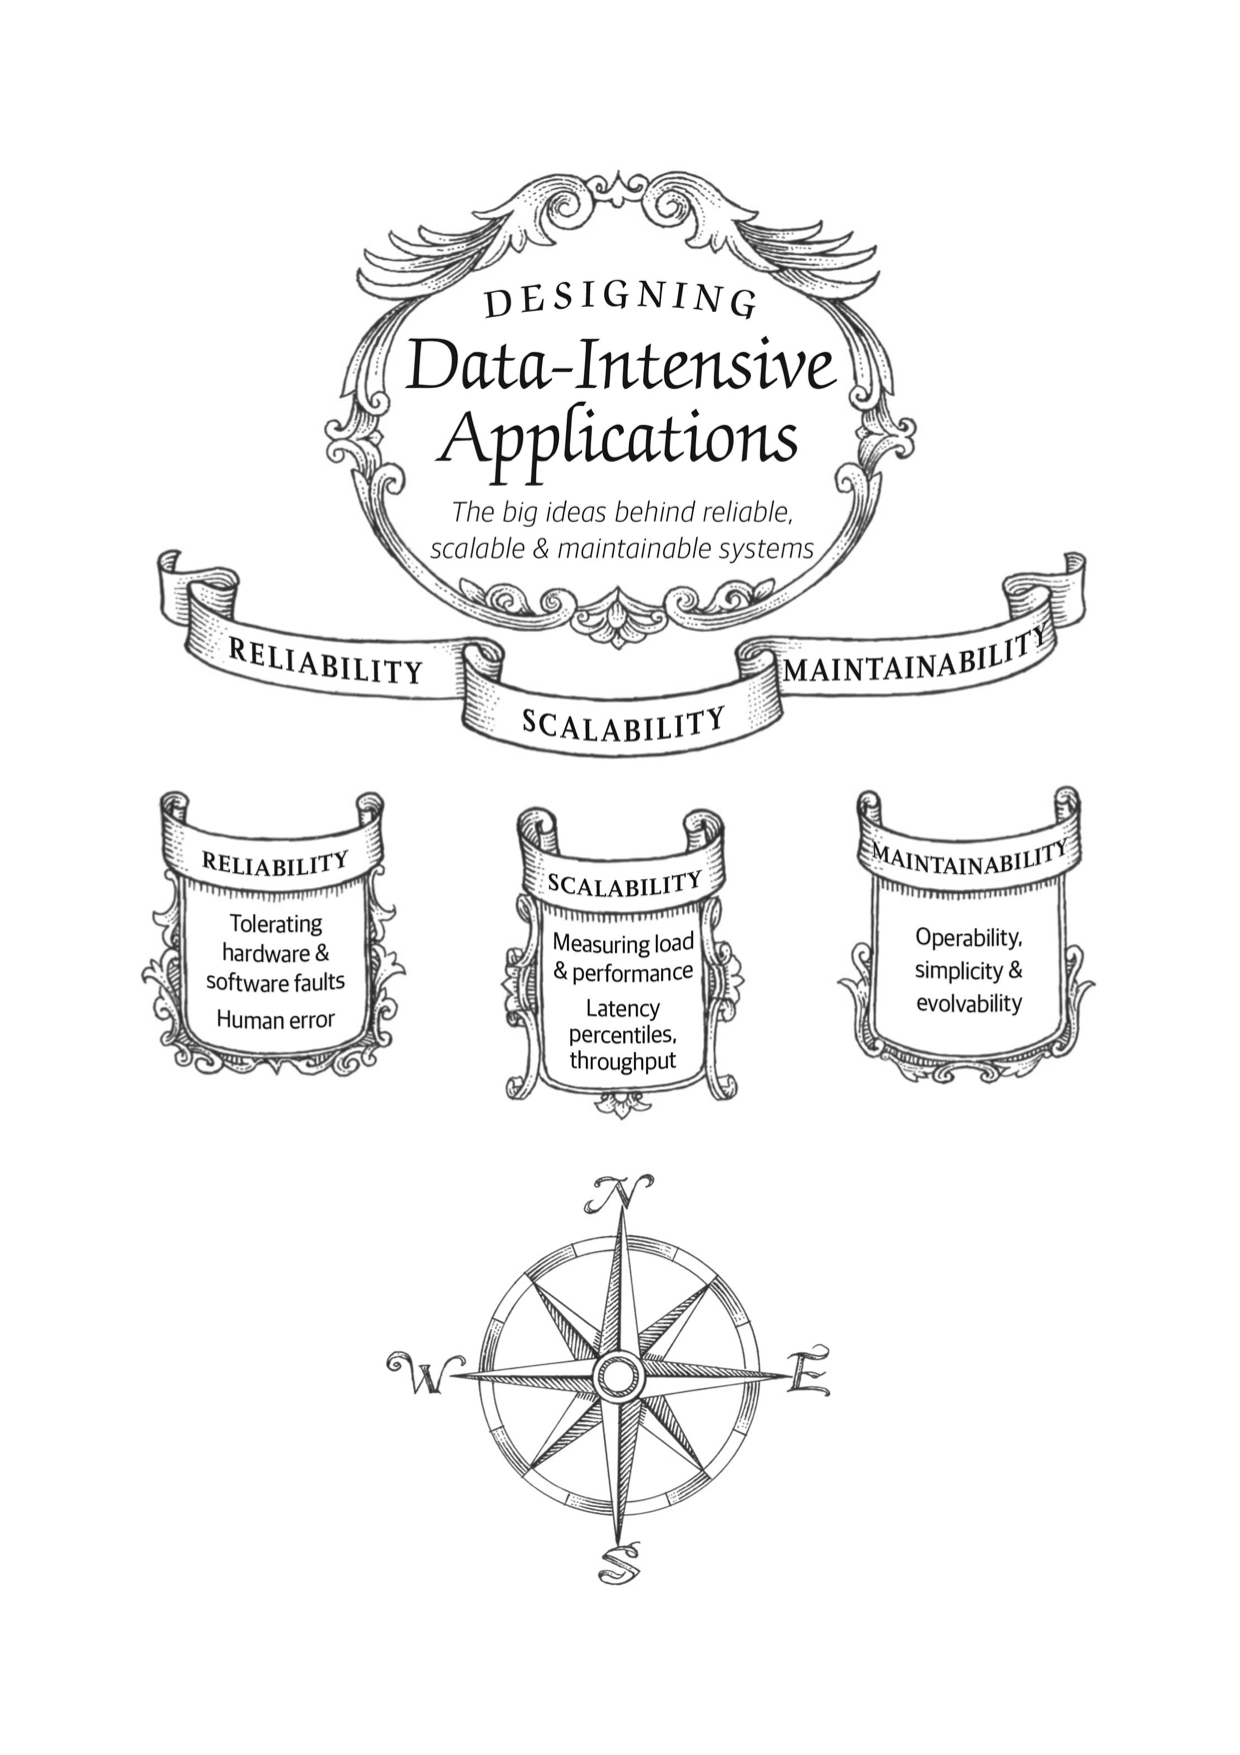 DESIGNING
Data-Intensive
Applications
The big ideas behind reliable,
scalable & maintainable systems
RELIABILITY
SCALABILITY
MAINTAINABILITY
RELIABILITY
Tolerating
hardware &
software faults
Human error
SCALABILITY
Measuring load
& performance
Latency
percentiles,
throughput
MAINTAINABILITY
Operability,
simplicity &
evolvability
N
W
E
S